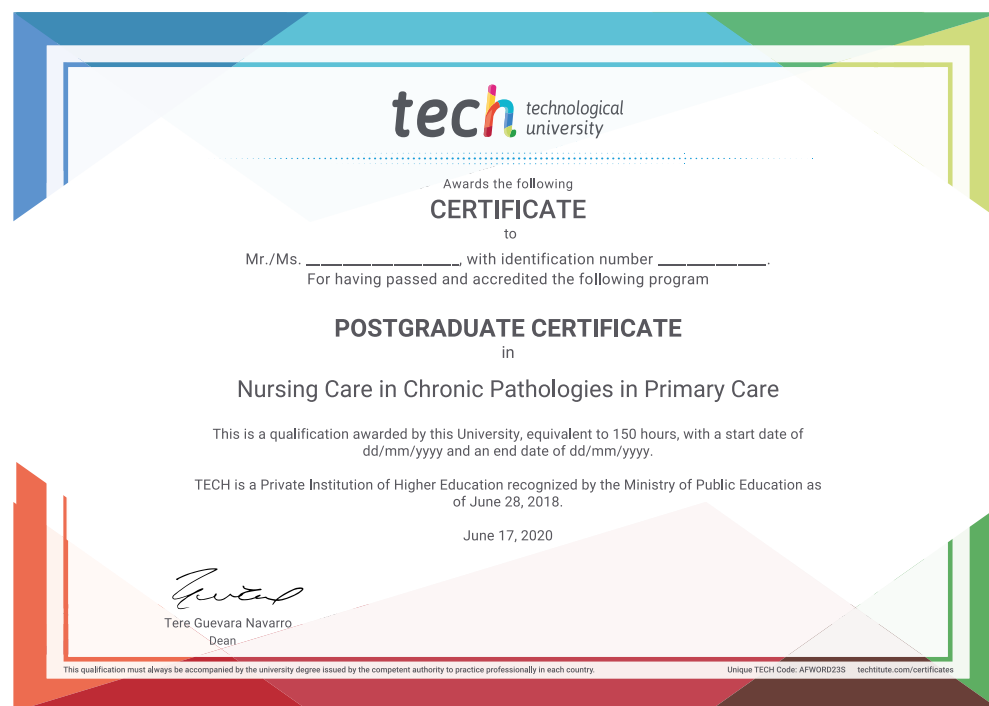 tech technological
university
Awards the following
CERTIFICATE
to
Mr./Ms. ____________________, with identification number ______________.
For having passed and accredited the following program
POSTGRADUATE CERTIFICATE
in
Nursing Care in Chronic Pathologies in Primary Care
This is a qualification awarded by this University, equivalent to 150 hours, with a start date of
dd/mm/yyyy and an end date of dd/mm/yyyy.
TECH is a Private Institution of Higher Education recognized by the Ministry of Public Education as
of June 28, 2018.
June 17, 2020
Tere Guevara Navarro
Dean
This qualification must always be accompanied by the university degree issued by the competent authority to practice professionally in each country.
Unique TECH Code: AFWORD23S techtitute.com/certificates